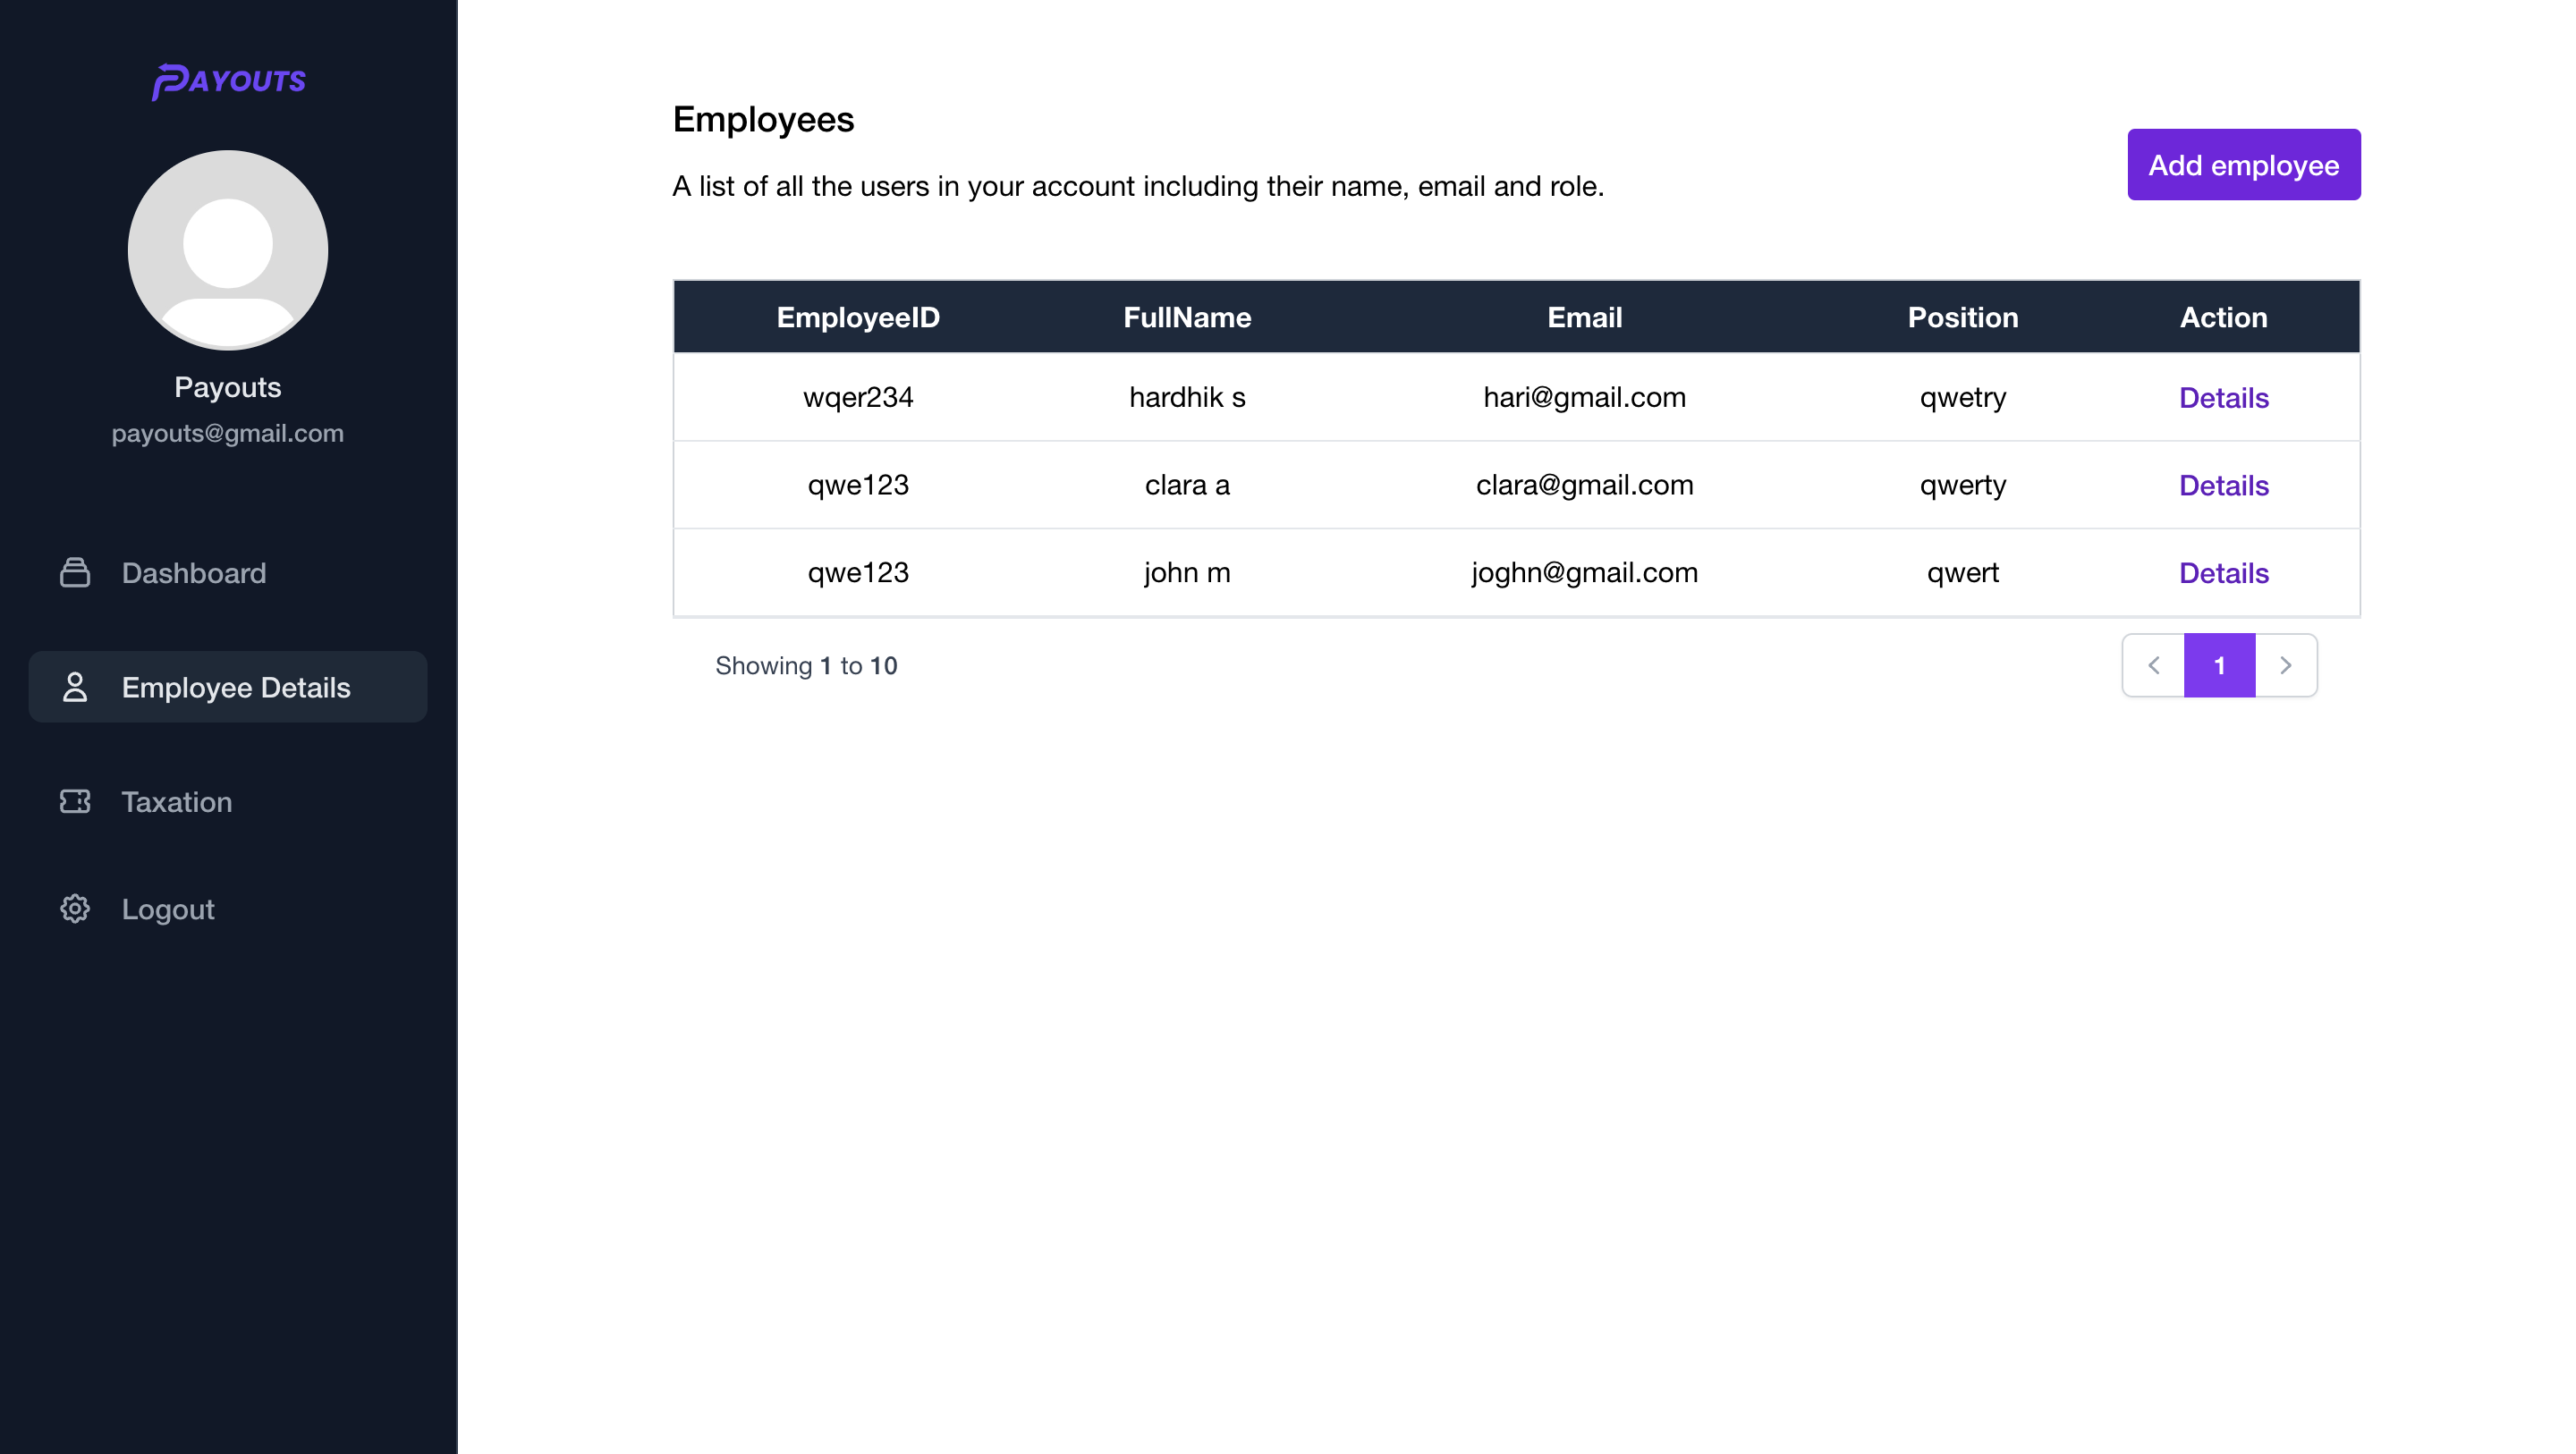 PAYOUTS
Payouts
payouts@gmail.com
Dashboard
Employee Details
Taxation
Logout
Employees
A list of all the users in your account including their name, email and role.
Add employee
EmployeeID FullName Email Position Action
wqer234 hardhik s hari@gmail.com qwetry Details
qwe123 clara a clara@gmail.com qwerty Details
qwe123 john m joghn@gmail.com qwert Details
Showing 1 to 10
1